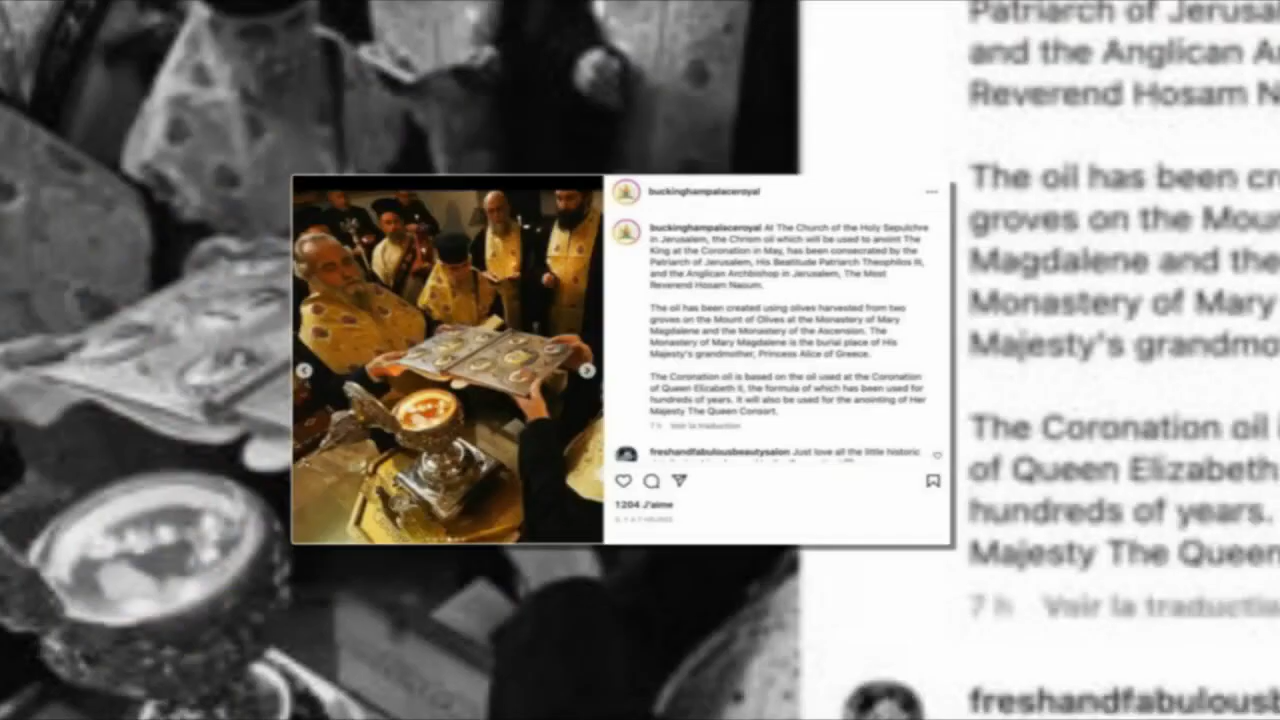 Patriarch of Jerusal
and the Anglican A
Reverend Hosam N
The oil has been cr
groves on the Moun
Magdalene and the
Monastery of Mary
Majesty's grandmo
The Coronation oil
of Queen Elizabeth
hundreds of years.
Majesty The Queen
7 h Voir la traductio
freshandfabulousb
buckinghampalaceroyal
buckinghampalaceroyal At The Church of the Holy Sepulchre
in Jerusalem, the Chrism oil which will be used to anoint The
King at the Coronation in May, has been consecrated by the
Patriarch of Jerusalem, His Beatitude Patriarch Theophilos III,
and the Anglican Archbishop in Jerusalem, The Most
Reverend Hosam Naoum.
The oil has been created using olives harvested from two
groves on the Mount of Olives at the Monastery of Mary
Magdalene and the Monastery of the Ascension. The
Monastery of Mary Magdalene is the burial place of His
Majesty's grandmother, Princess Alice of Greece.
The Coronation oil is based on the oil used at the Coronation
of Queen Elizabeth II, the formula of which has been used for
hundreds of years. It will also be used for the anointing of Her
Majesty The Queen Consort.
7 h Voir la traduction
freshandfabulousbeautysalon Just love all the little historic
1204 J'aime